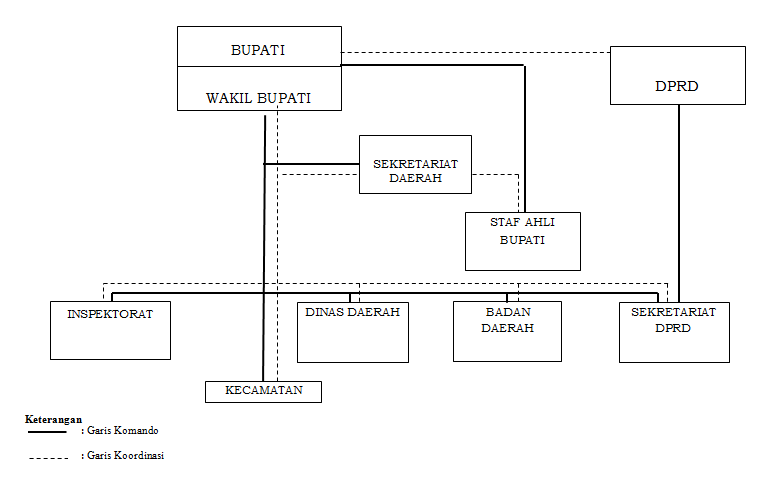 BUPATI
WAKIL BUPATI
DPRD
SEKRETARIAT
DAERAH
STAF AHLI
BUPATI
INSPEKTORAT
DINAS DAERAH
BADAN
DAERAH
SEKRETARIAT
DPRD
KECAMATAN
Keterangan
: Garis Komando
: Garis Koordinasi